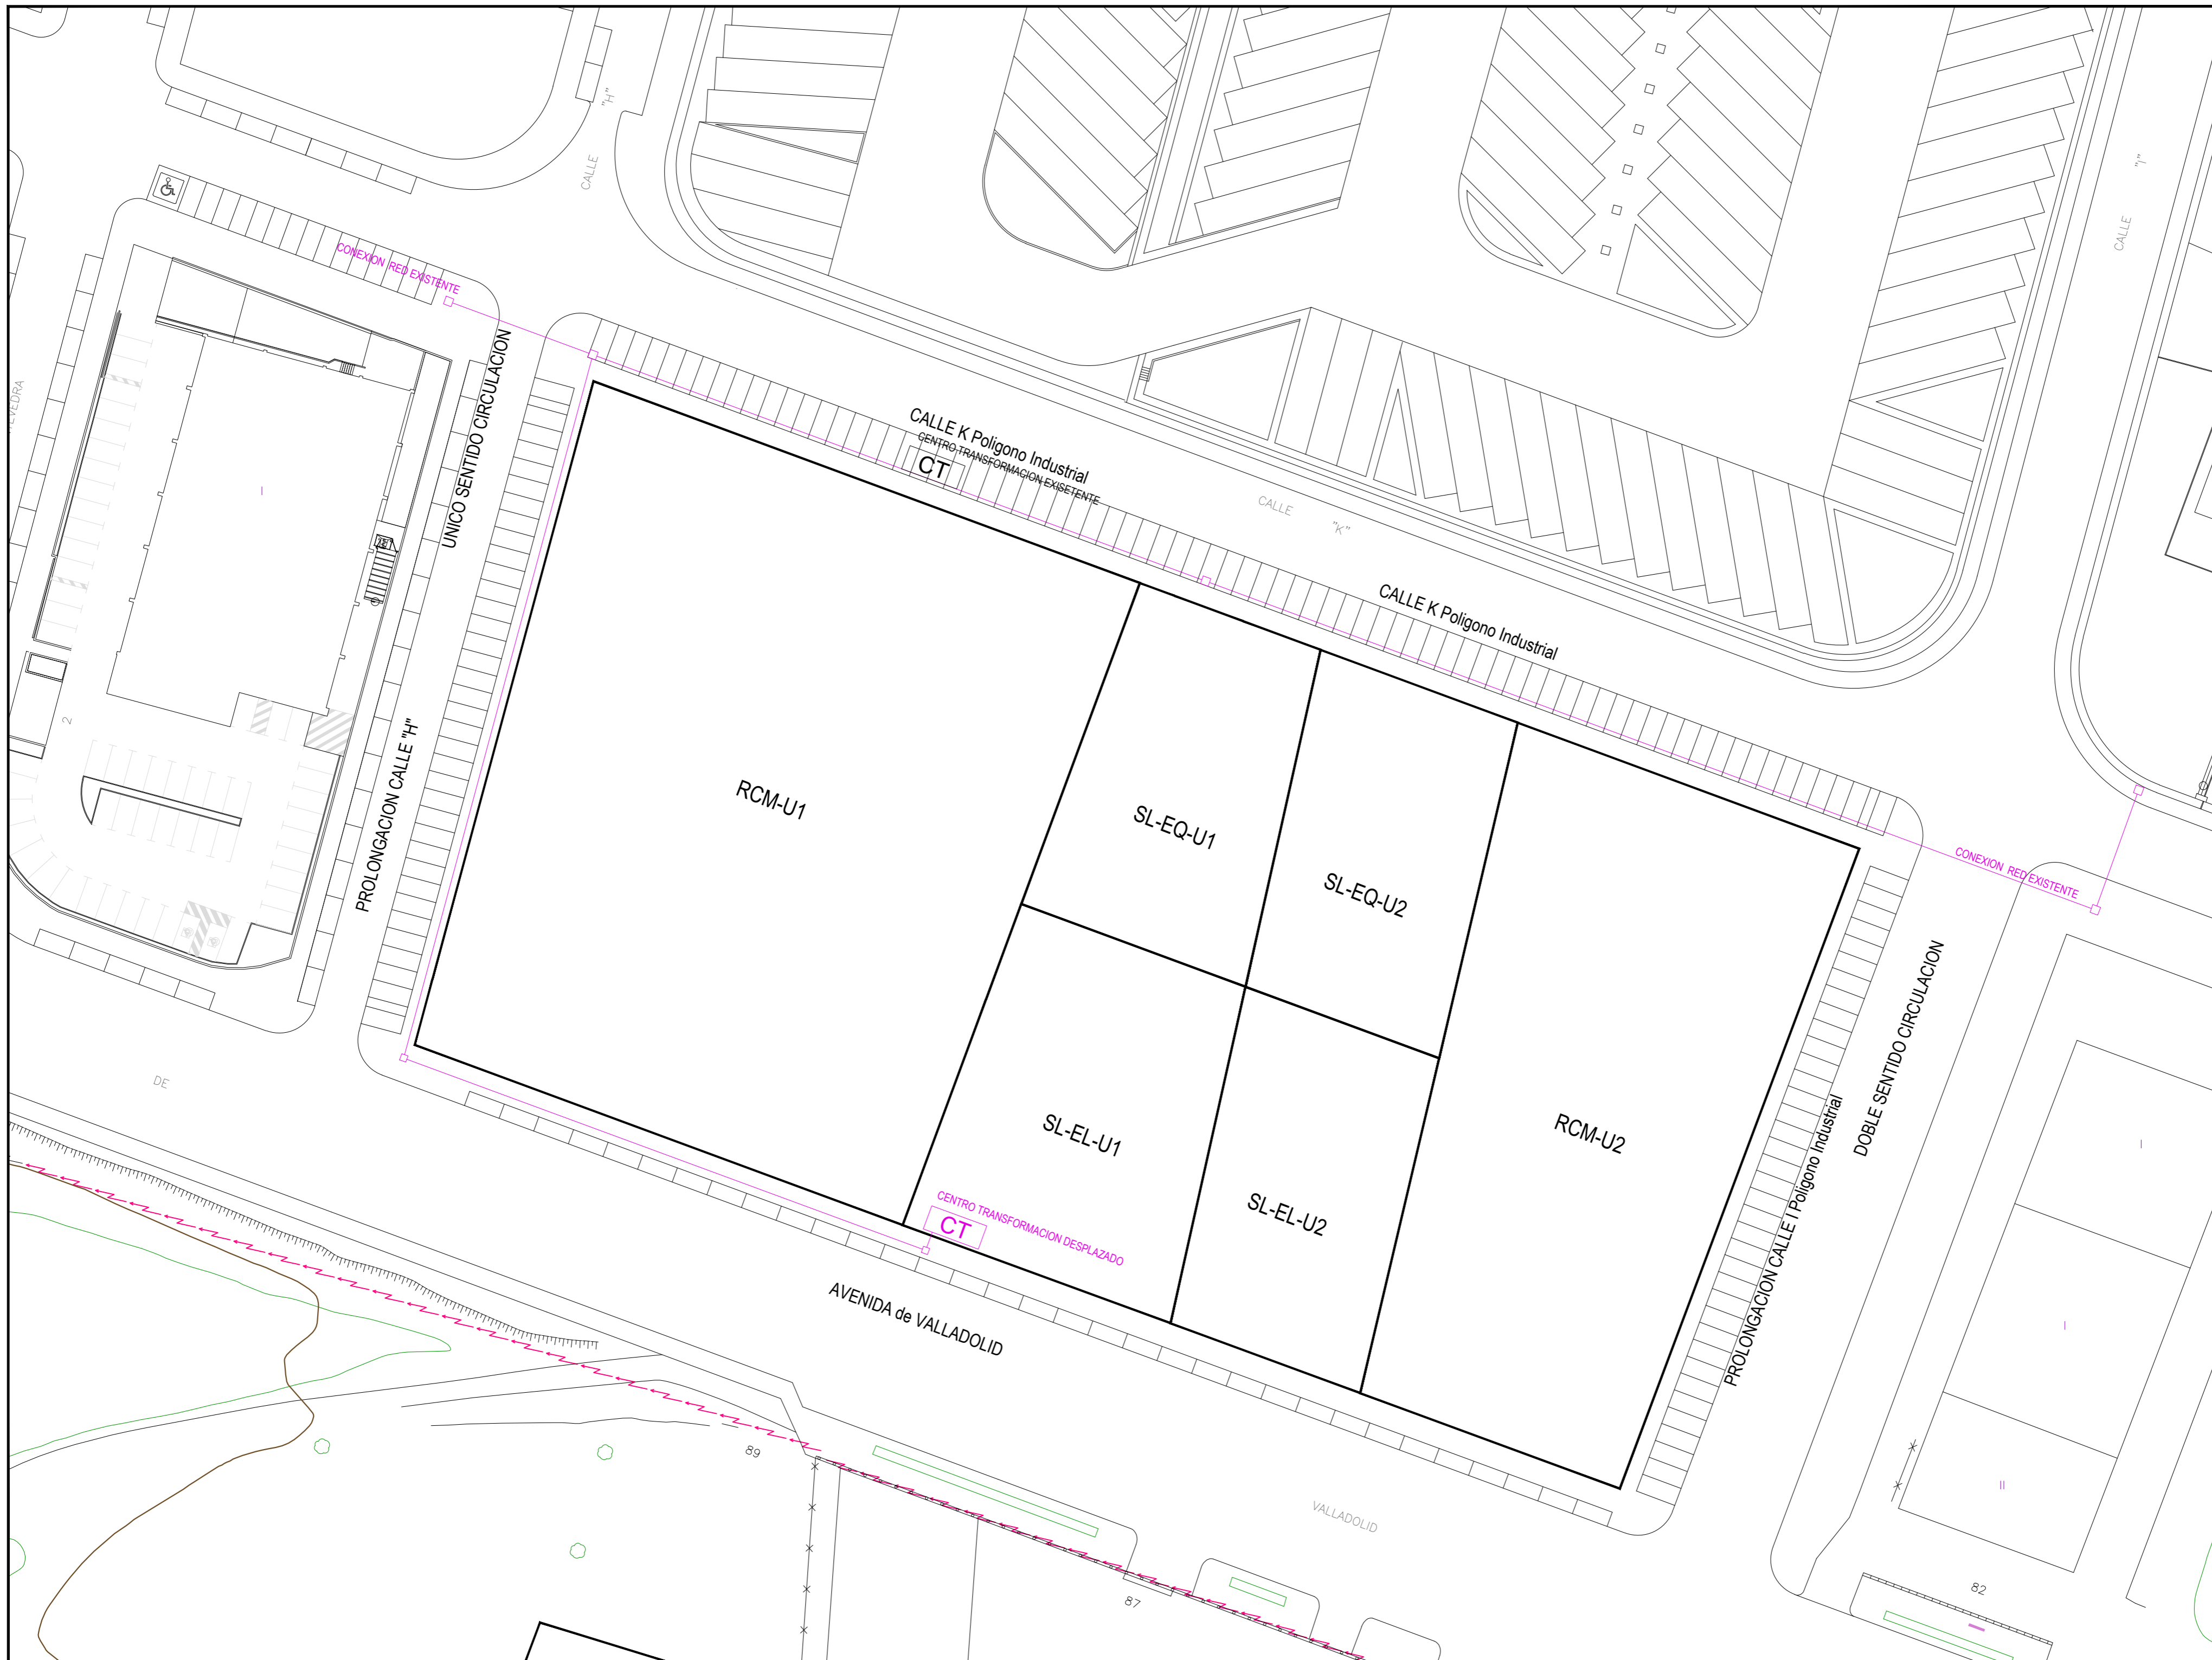 "H"
CALLE
"I"
CALLE
CONEXION RED EXISTENTE
UNICO SENTIDO CIRCULACION
CALLE K Poligono Industrial
CENTRO TRANSFORMACION EXISETENTE
CT
CALLE "K"
I
CALLE K Poligono Industrial
2
PROLONGACION CALLE "H"
RCM-U1
SL-EQ-U1
SL-EQ-U2
CONEXION RED EXISTENTE
DOBLE SENTIDO CIRCULACION
DE
SL-EL-U1
SL-EL-U2
RCM-U2
I
PROLONGACION CALLE I Poligono Industrial
CENTRO TRANSFORMACION DESPLAZADO
CT
AVENIDA de VALLADOLID
I
89
II
VALLADOLID
87
82